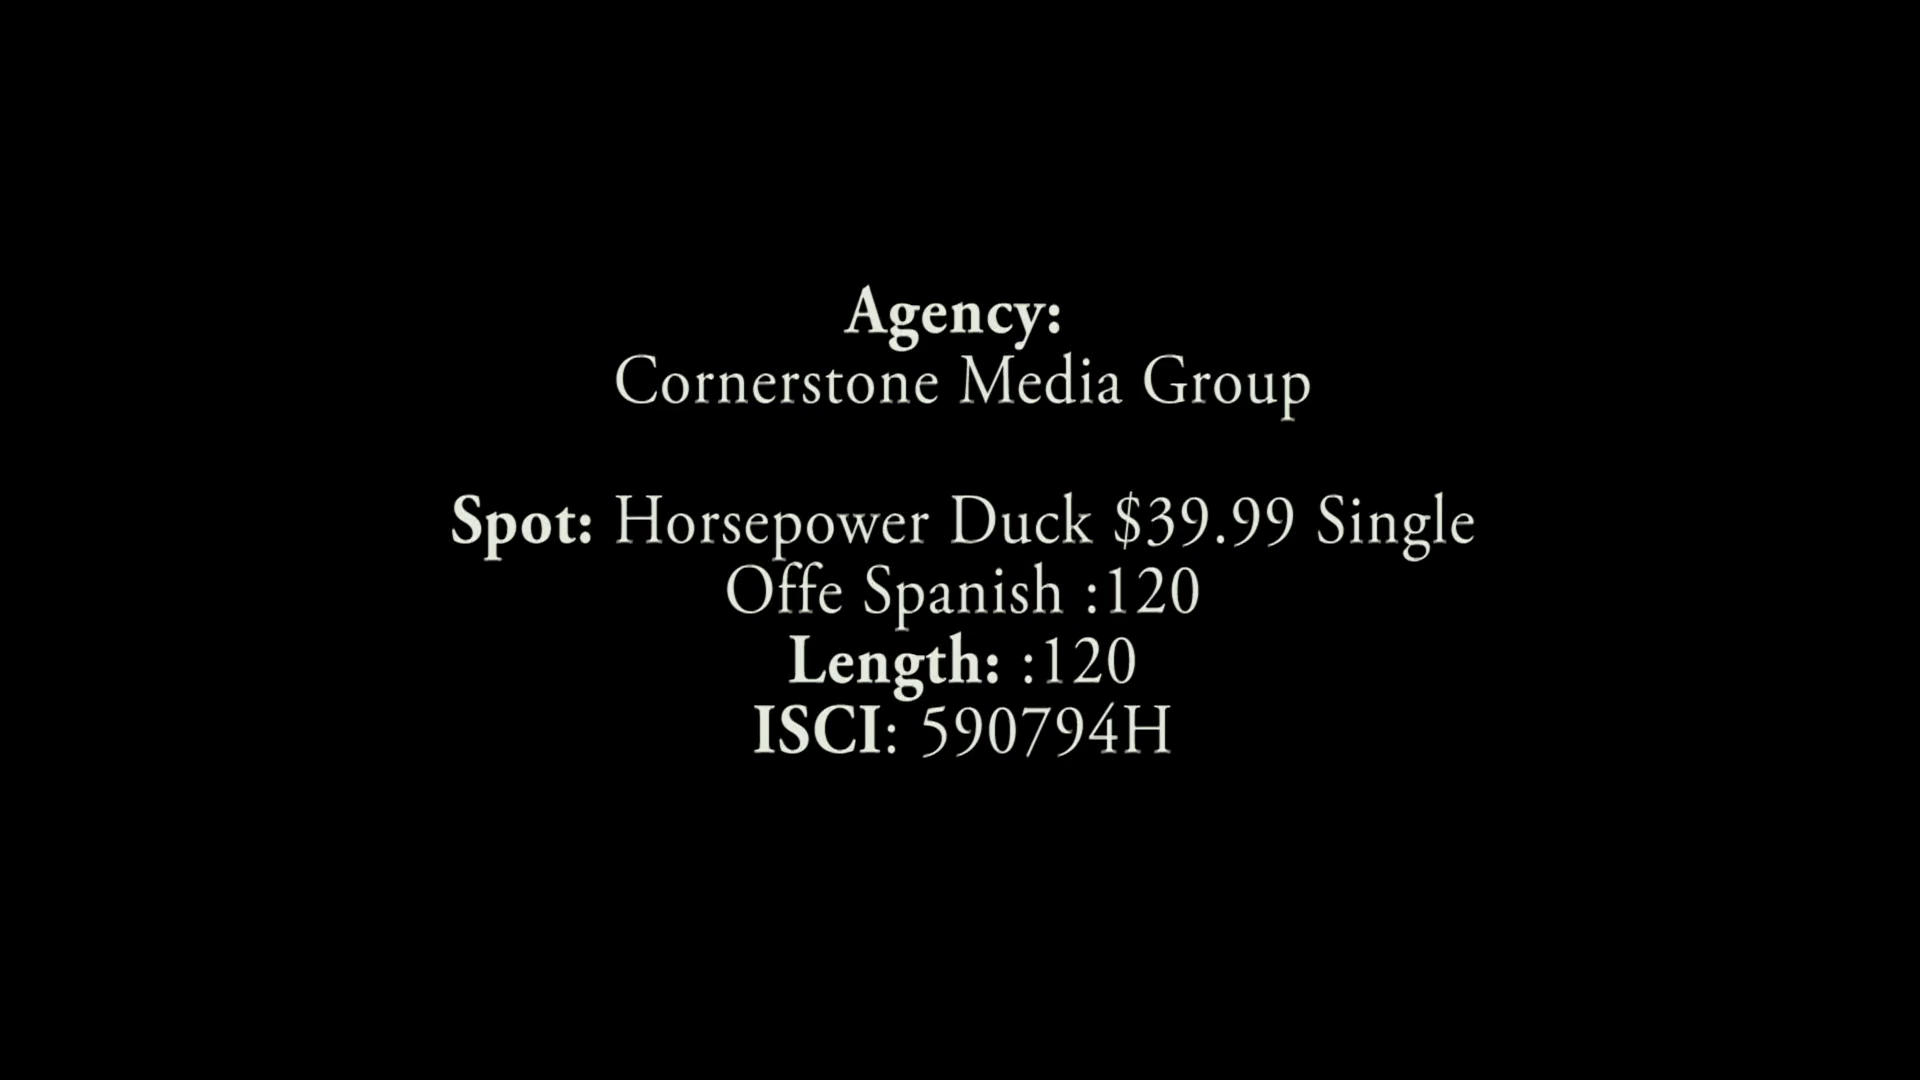 Agency:
Cornerstone Media Group
Spot: Horsepower Duck $39.99 Single
Offe Spanish :120
Length: :120
ISCI: 590794H